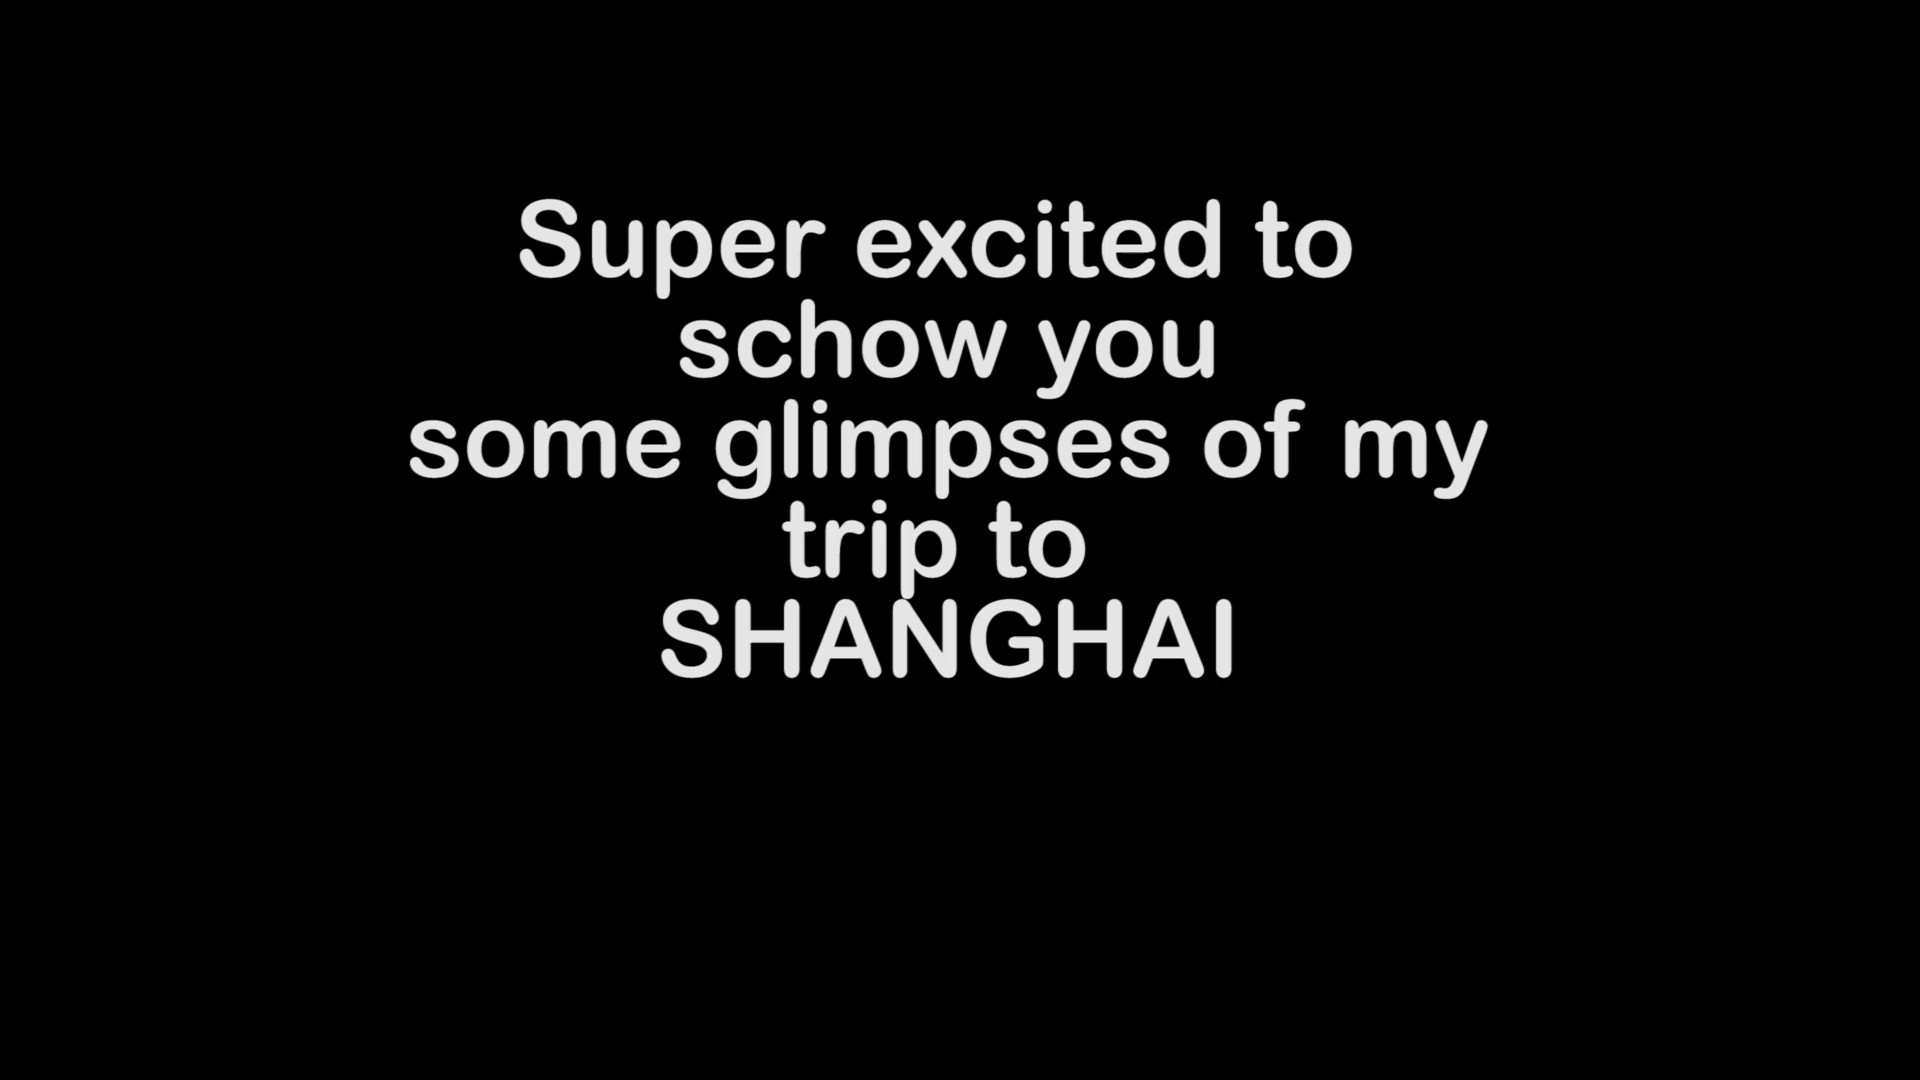 Super excited to
schow you
some glimpses of my
trip to
SHANGHAI